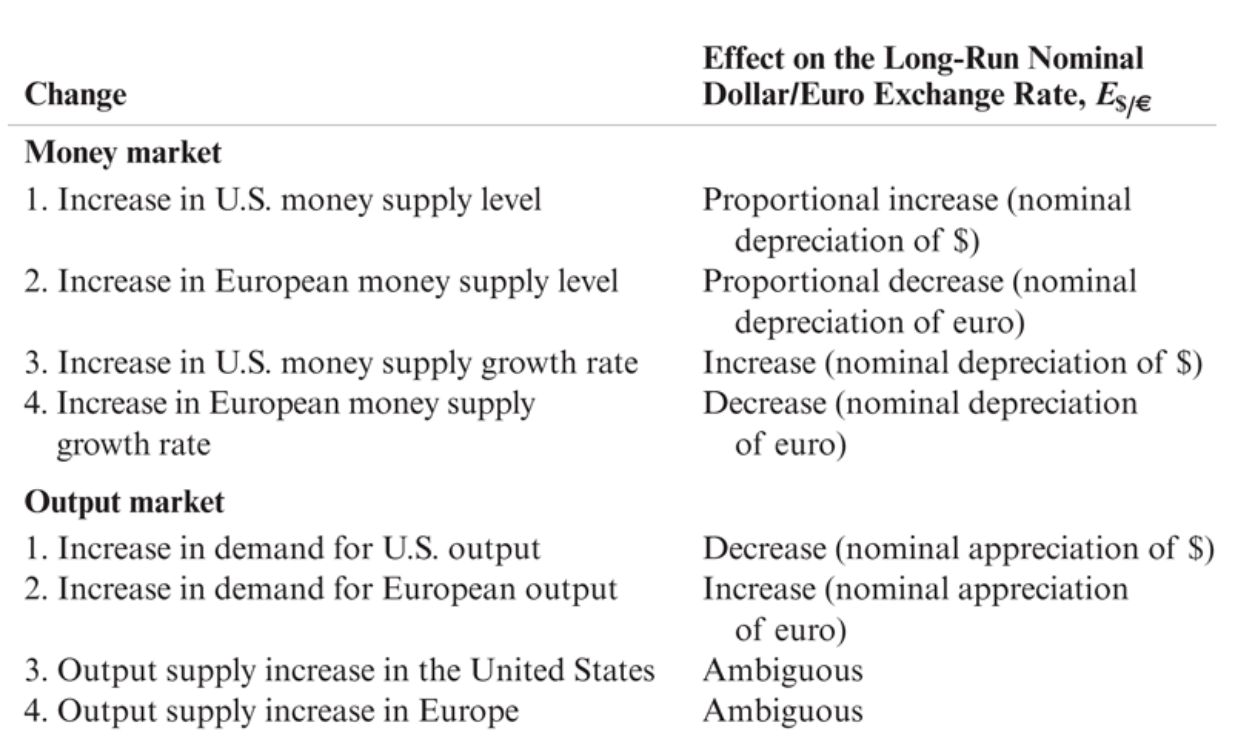 Effect on the Long-Run Nominal
Change
Dollar/Euro Exchange Rate, E$/€
Money market
1. Increase in U.S. money supply level
Proportional increase (nominal
depreciation of $)
2. Increase in European money supply level
Proportional decrease (nominal
depreciation of euro)
3. Increase in U.S. money supply growth rate
Increase (nominal depreciation of $)
4. Increase in European money supply
growth rate
Decrease (nominal depreciation
of euro)
Output market
1. Increase in demand for U.S. output
Decrease (nominal appreciation of $)
2. Increase in demand for European output
Increase (nominal appreciation
of euro)
3. Output supply increase in the United States
Ambiguous
4. Output supply increase in Europe
Ambiguous